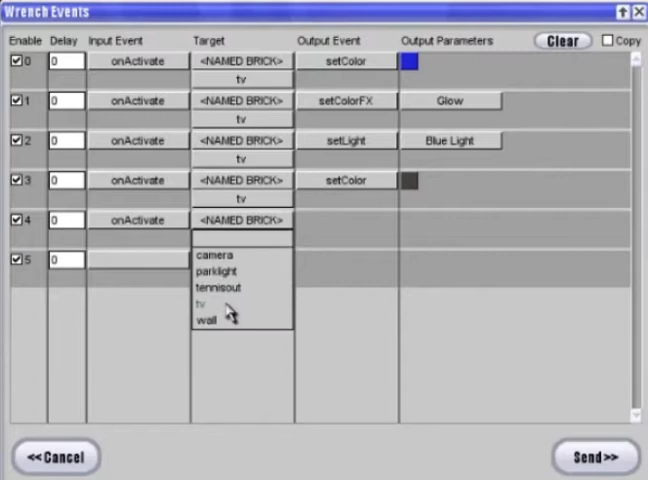 Wrench Events
Enable Delay Input Event Target Output Event Output Parameters Clear Copy
0 0 onActivate <NAMED BRICK> setColor
tv
1 0 onActivate <NAMED BRICK> setColorFX Glow
tv
2 0 onActivate <NAMED BRICK> setLight Blue Light
tv
3 0 onActivate <NAMED BRICK> setColor
tv
4 0 onActivate <NAMED BRICK>
5 0
camera
parklight
tennisout
tv
wall
<<Cancel Send>>